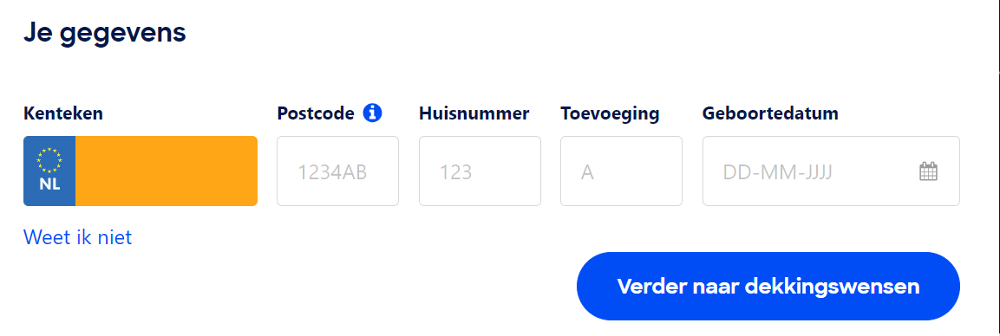 Je gegevens
Kenteken Postcode Huisnummer Toevoeging Geboortedatum
NL 1234AB 123 A DD-MM-JJJJ
Weet ik niet
Verder naar dekkingswensen